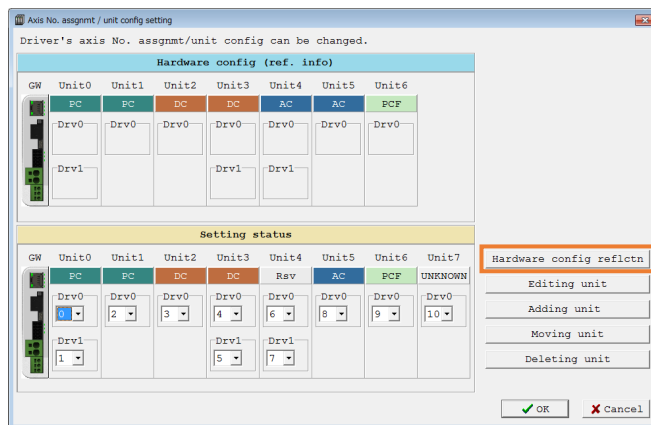 Axis No. assgnmt / unit config setting
Driver's axis No. assgnmt/unit config can be changed.
Hardware config (ref. info)
GW Unit0 Unit1 Unit2 Unit3 Unit4 Unit5 Unit6
PC PC DC DC AC AC PCF
Drv0 Drv0 Drv0 Drv0 Drv0 Drv0 Drv0
Drv1 Drv1 Drv1
Setting status
GW Unit0 Unit1 Unit2 Unit3 Unit4 Unit5 Unit6 Unit7
PC PC DC DC Rsv AC PCF UNKNOWN
Drv0 Drv0 Drv0 Drv0 Drv0 Drv0 Drv0 Drv0
0 2 3 4 6 8 9 10
Drv1 Drv1 Drv1
1 5 7
Hardware config reflctn
Editing unit
Adding unit
Moving unit
Deleting unit
OK Cancel